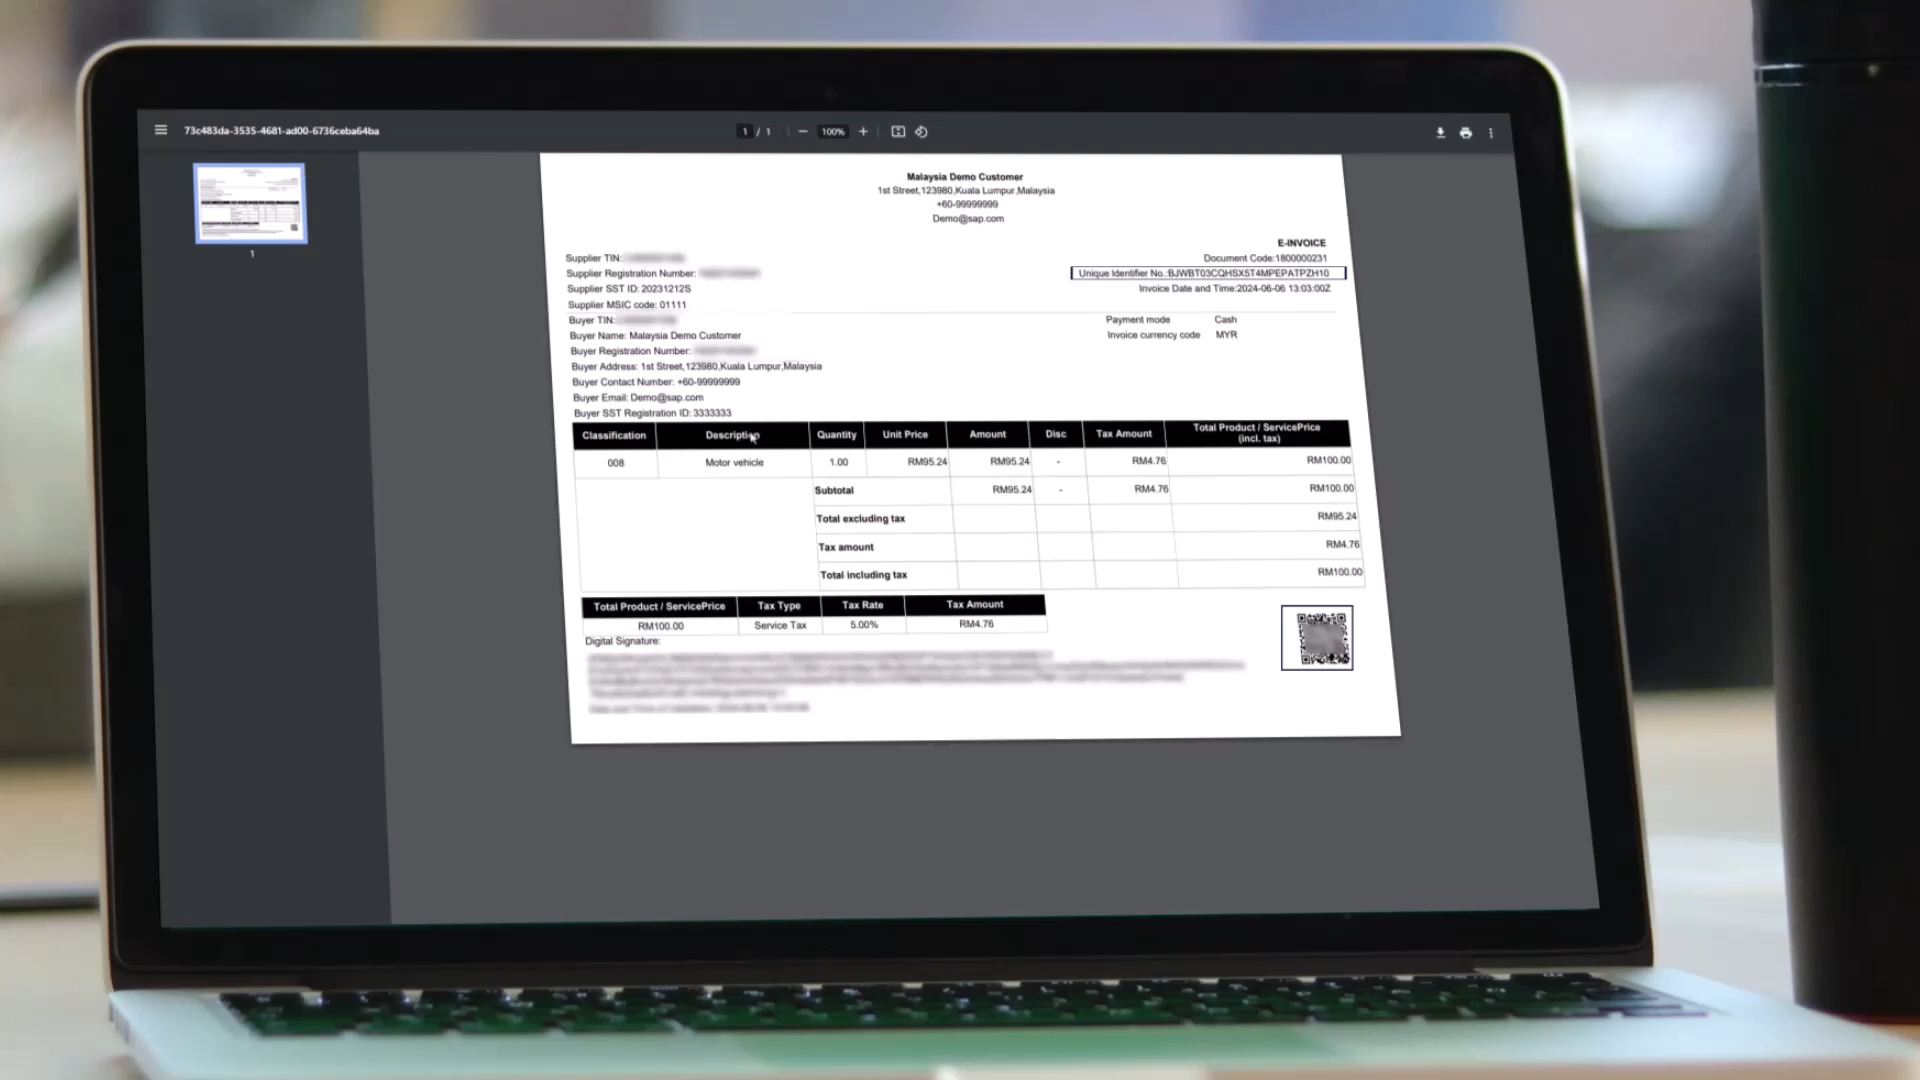 73c483da-3535-4681-ad00-6736ceba64ba
1 / 1
100%
1
Malaysia Demo Customer
1st Street,123980,Kuala Lumpur,Malaysia
+60-99999999
Demo@sap.com
E-INVOICE
Document Code:1800000231
Unique Identifier No.:BJWBT03CQHSX5T4MPEPATPZH10
Invoice Date and Time:2024-06-06 13:03:00Z
Supplier TIN:
Supplier Registration Number:
Supplier SST ID: 20231212S
Supplier MSIC code: 01111
Buyer TIN:
Buyer Name: Malaysia Demo Customer
Buyer Registration Number:
Buyer Address: 1st Street,123980,Kuala Lumpur,Malaysia
Buyer Contact Number: +60-99999999
Buyer Email: Demo@sap.com
Buyer SST Registration ID: 3333333
Payment mode Cash
Invoice currency code MYR
Classification Description Quantity Unit Price Amount Disc Tax Amount Total Product / ServicePrice (incl. tax)
008 Motor vehicle 1.00 RM95.24 RM95.24 - RM4.76 RM100.00
Subtotal RM95.24 - RM4.76 RM100.00
Total excluding tax RM95.24
Tax amount RM4.76
Total including tax RM100.00
Total Product / ServicePrice Tax Type Tax Rate Tax Amount
RM100.00 Service Tax 5.00% RM4.76
Digital Signature: